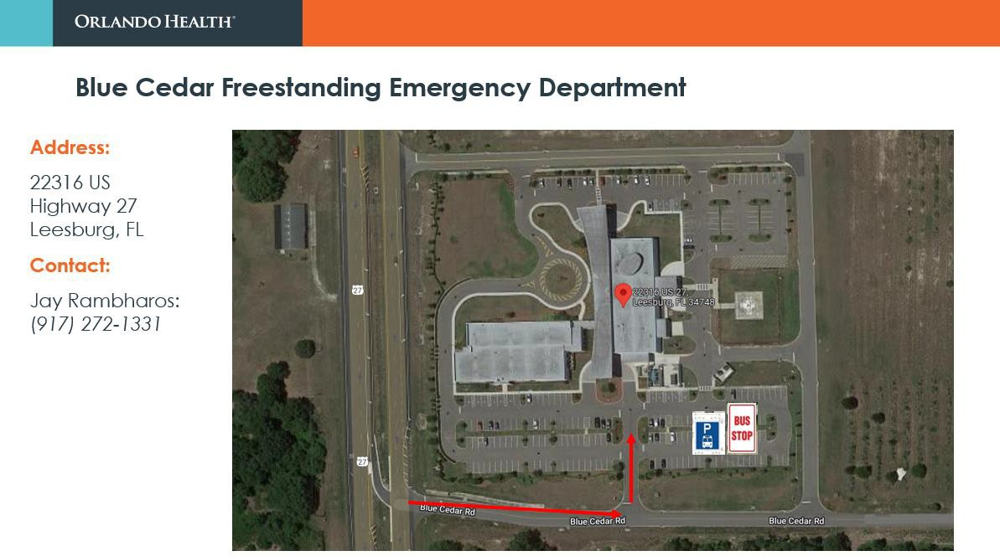 ORLANDO HEALTH®
Blue Cedar Freestanding Emergency Department
Address:
22316 US
Highway 27
Leesburg, FL
Contact:
Jay Rambharos:
(917) 272-1331
27
22316 US 27,
Leesburg, FL 34748
P
BUS
STOP
27
Blue Cedar Rd
Blue Cedar Rd
Blue Cedar Rd